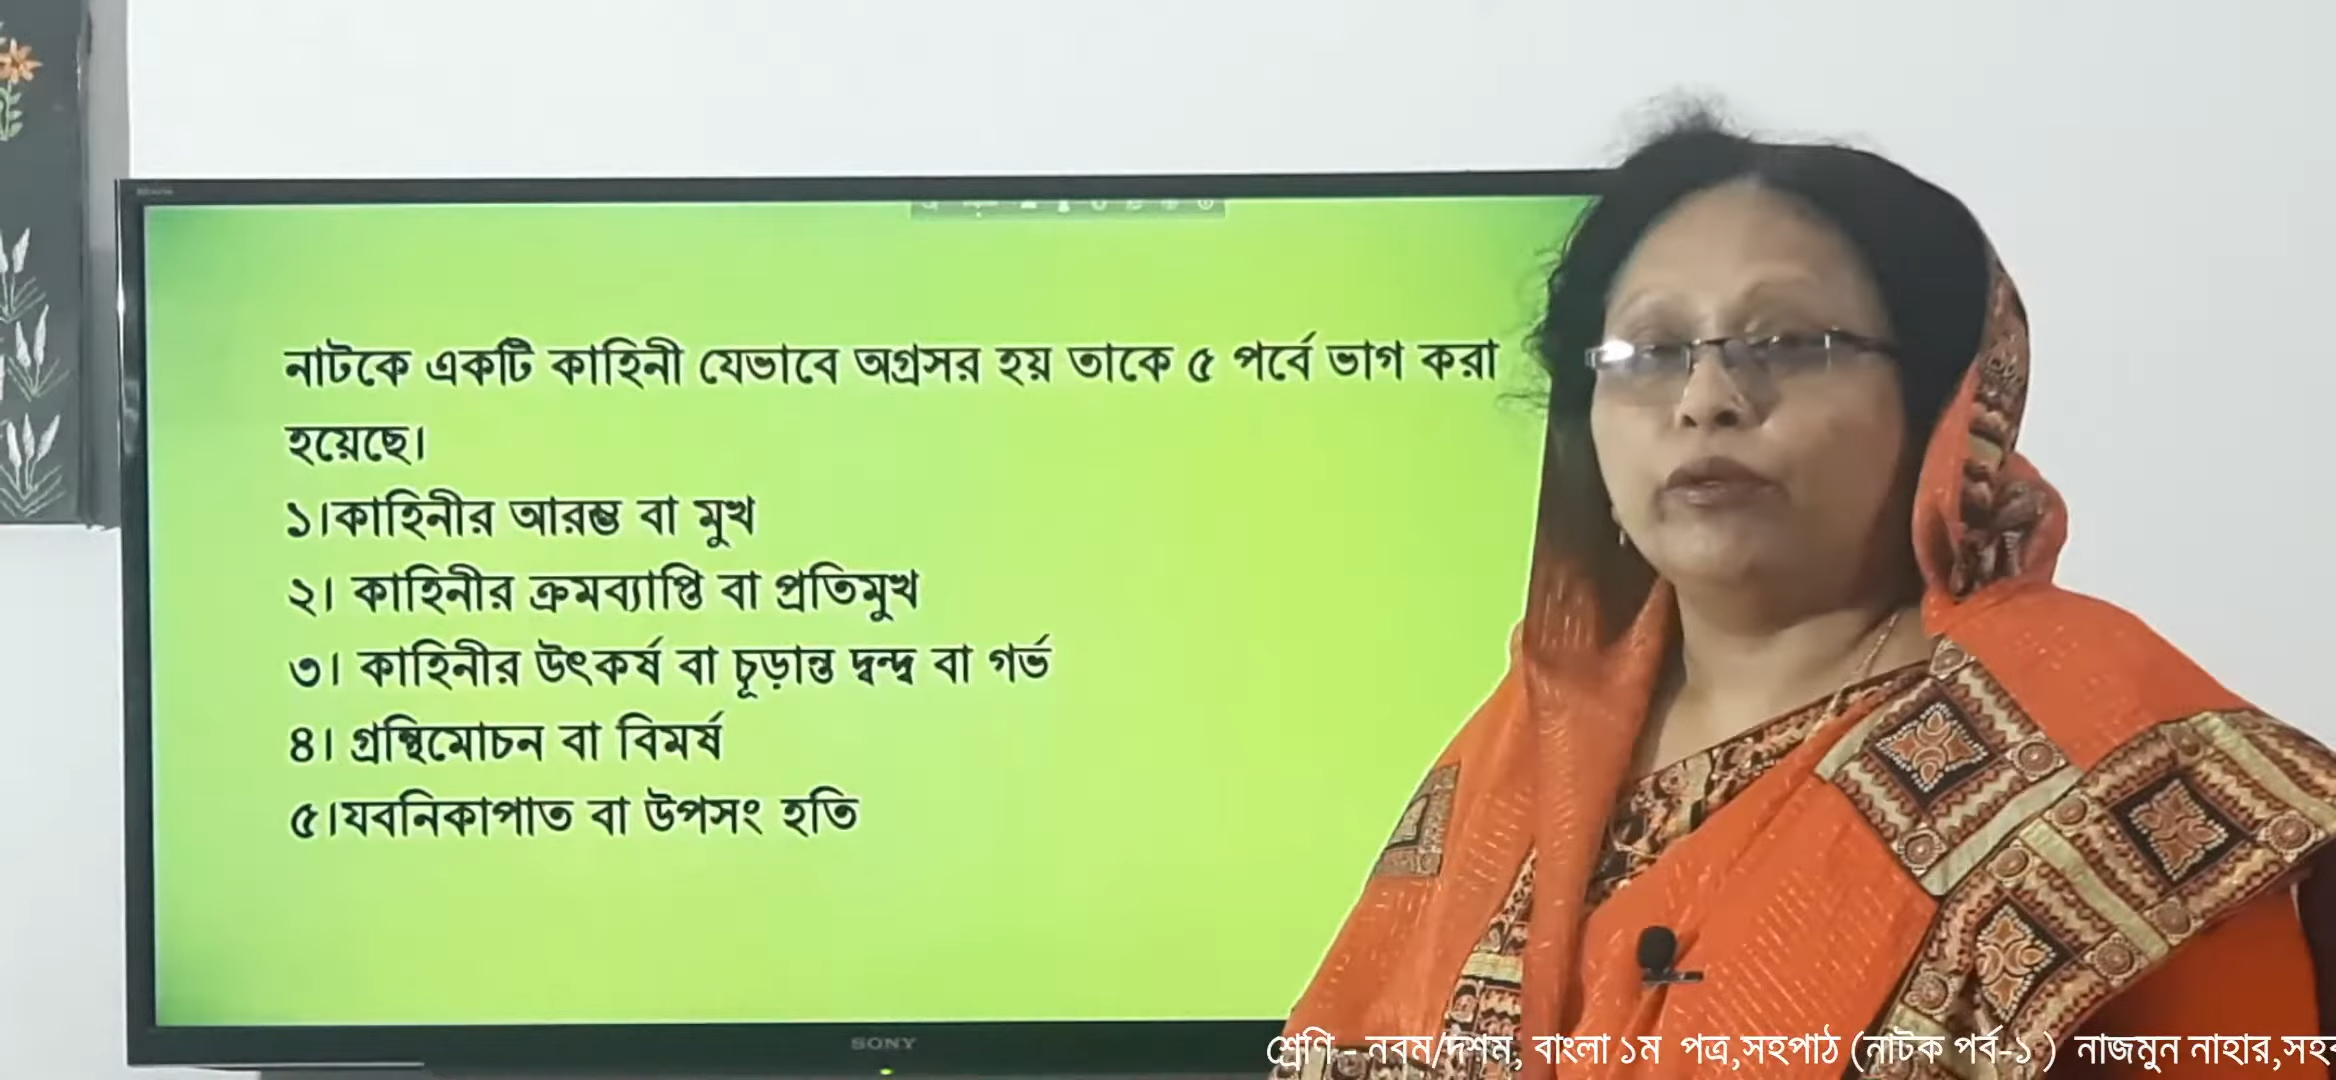 নাটকে একটি কাহিনী যেভাবে অগ্রসর হয় তাকে ৫ পর্বে ভাগ করা
হয়েছে।
১।কাহিনীর আরম্ভ বা মুখ
২। কাহিনীর ক্রমব্যাপ্তি বা প্রতিমুখ
৩। কাহিনীর উৎকর্ষ বা চূড়ান্ত দ্বন্দ্ব বা গর্ভ
৪। গ্রন্থিমোচন বা বিমর্ষ
৫।যবনিকাপাত বা উপসং হতি
SONY
শ্রেণি - নবম/দশম, বাংলা ১ম পত্র,সহপাঠ (নাটক পর্ব-১ ) নাজমুন নাহার,